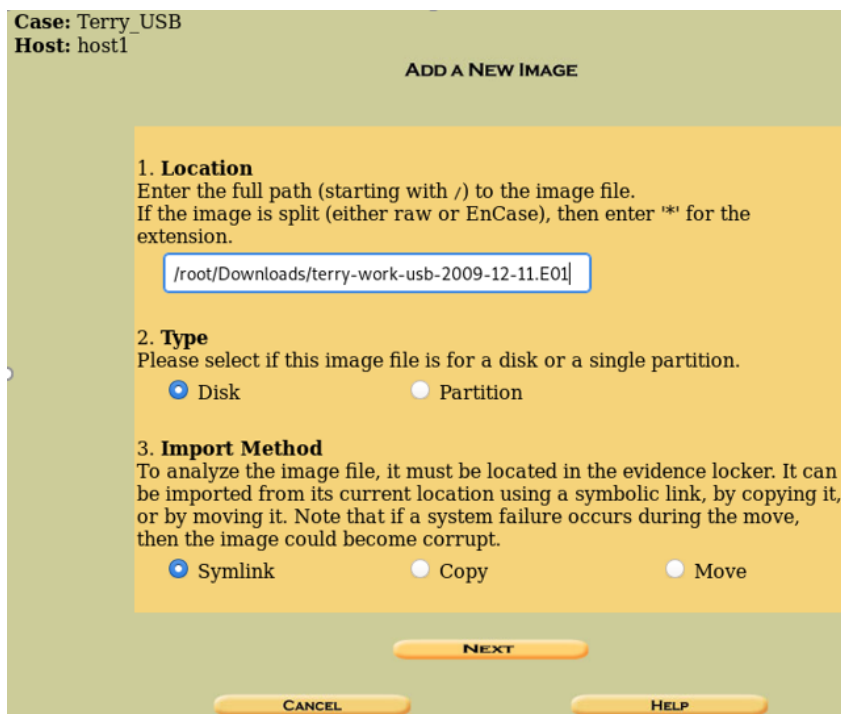 Case: Terry_USB
Host: host1
ADD A NEW IMAGE
1. Location
Enter the full path (starting with /) to the image file.
If the image is split (either raw or EnCase), then enter '*' for the
extension.
/root/Downloads/terry-work-usb-2009-12-11.E01
2. Type
Please select if this image file is for a disk or a single partition.
Disk Partition
3. Import Method
To analyze the image file, it must be located in the evidence locker. It can
be imported from its current location using a symbolic link, by copying it,
or by moving it. Note that if a system failure occurs during the move,
then the image could become corrupt.
Symlink Copy Move
NEXT
CANCEL HELP